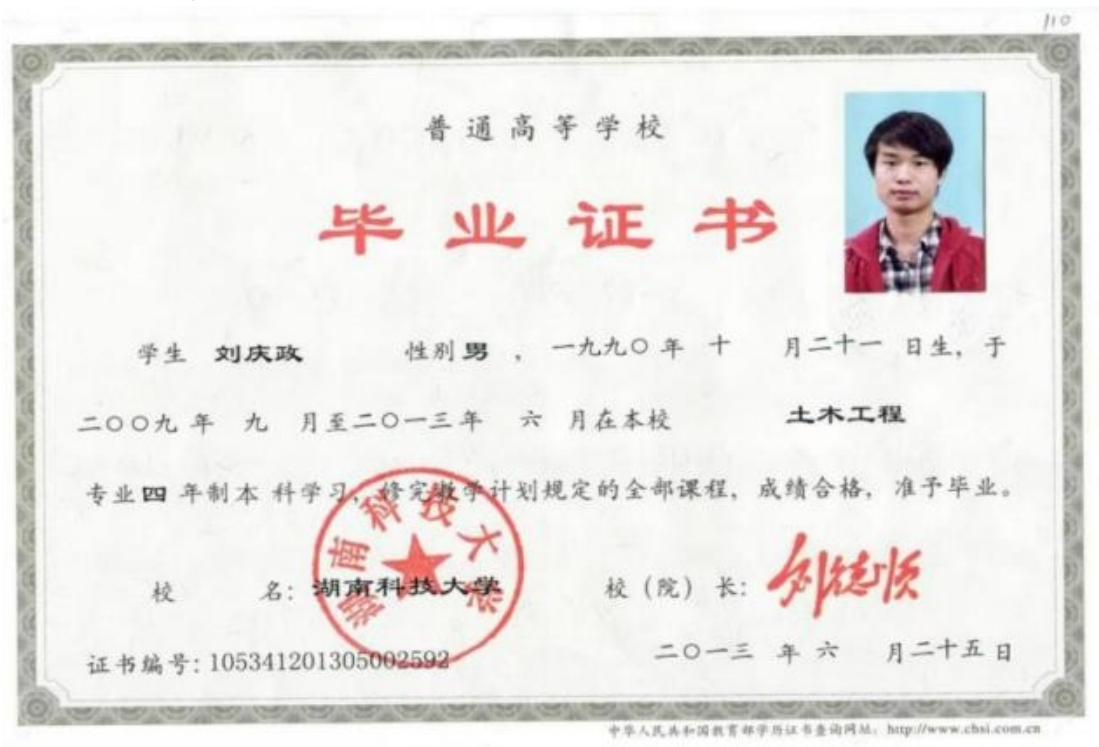 110
普通高等学校
毕业证书
学生 刘庆政 性别 男 ，一九九〇年 十 月二十一 日生，于
二〇〇九年 九 月至二〇一三年 六 月在本校 土木工程
专业四 年制本 科学习，修完教学计划规定的全部课程，成绩合格，准予毕业。
湖南科技大学
校 名：湖南科技大学 校（院）长：刘德顺
证书编号：105341201305002592 二〇一三 年 六 月二十五日
中华人民共和国教育部学历证书查询网址：http://www.chsi.com.cn